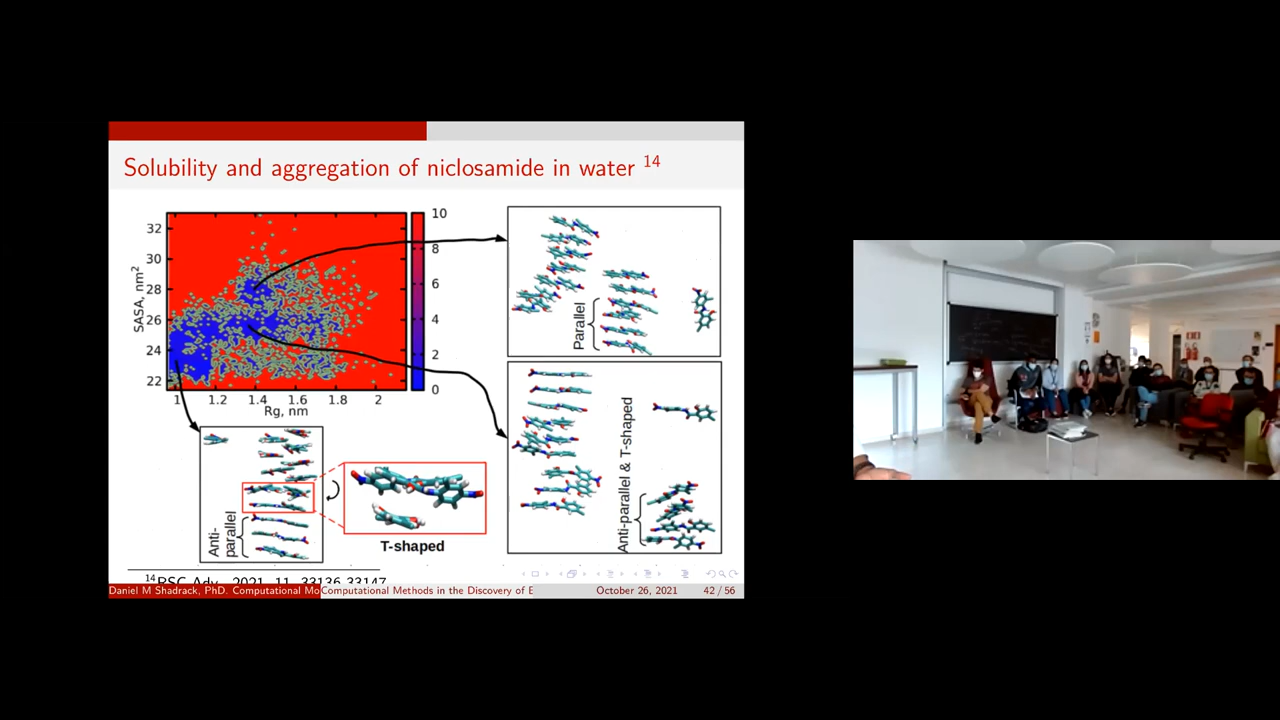 Solubility and aggregation of niclosamide in water 14
32
30
28
26
24
22
SASA, nm2
1
1.2
1.4
1.6
1.8
2
Rg, nm
10
8
6
4
2
0
Parallel
Anti-parallel & T-shaped
Anti-
parallel
T-shaped
14RSC Adv., 2021, 11, 33136-33147
Daniel M Shadrack, PhD. Computational Mo
Computational Methods in the Discovery of E
October 26, 2021
42 / 56